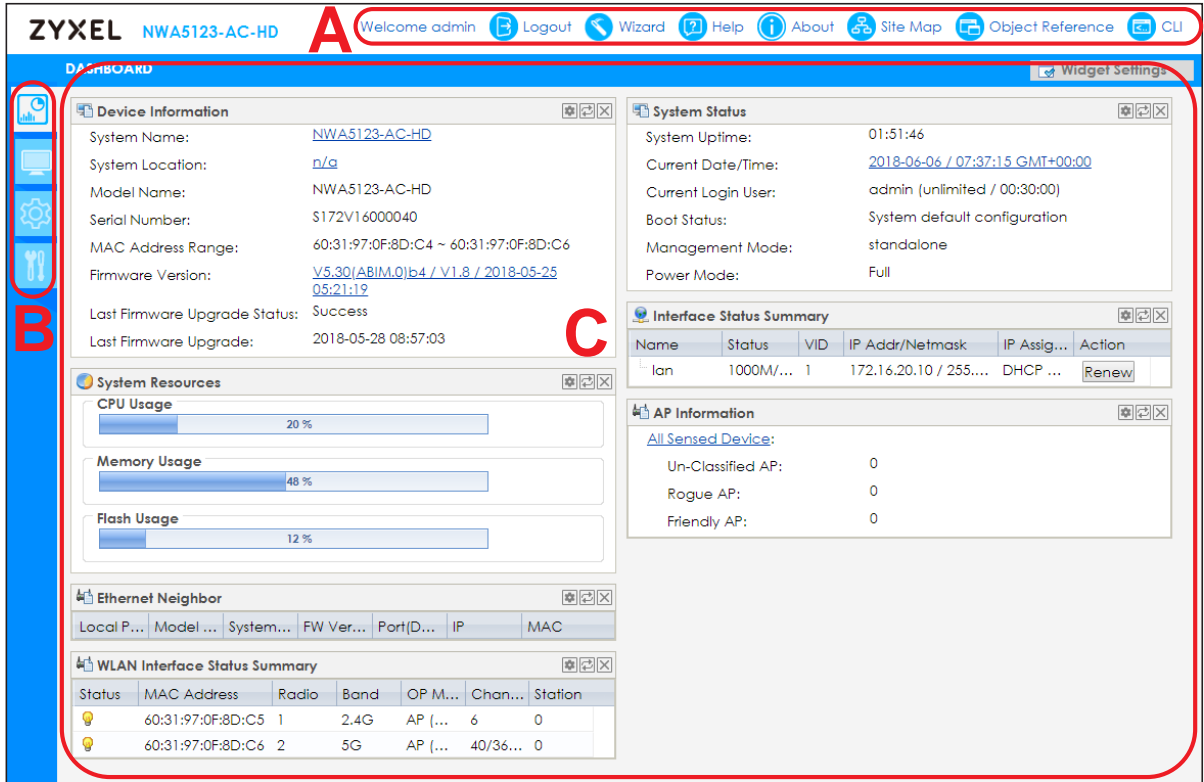 ZYXEL NWA5123-AC-HD
A
Welcome admin Logout Wizard Help About Site Map Object Reference CLI
DASHBOARD
Widget Settings
B
C
Device Information
System Name: NWA5123-AC-HD
System Location: n/a
Model Name: NWA5123-AC-HD
Serial Number: S172V16000040
MAC Address Range: 60:31:97:0F:8D:C4 ~ 60:31:97:0F:8D:C6
Firmware Version: V5.30(ABIM.0)b4 / V1.8 / 2018-05-25
05:21:19
Last Firmware Upgrade Status: Success
Last Firmware Upgrade: 2018-05-28 08:57:03
System Resources
CPU Usage
20 %
Memory Usage
48 %
Flash Usage
12 %
Ethernet Neighbor
Local P... Model ... System... FW Ver... Port(D... IP MAC
WLAN Interface Status Summary
Status MAC Address Radio Band OP M... Chan... Station
60:31:97:0F:8D:C5 1 2.4G AP (... 6 0
60:31:97:0F:8D:C6 2 5G AP (... 40/36... 0
System Status
System Uptime: 01:51:46
Current Date/Time: 2018-06-06 / 07:37:15 GMT+00:00
Current Login User: admin (unlimited / 00:30:00)
Boot Status: System default configuration
Management Mode: standalone
Power Mode: Full
Interface Status Summary
Name Status VID IP Addr/Netmask IP Assig... Action
lan 1000M/... 1 172.16.20.10 / 255.... DHCP ... Renew
AP Information
All Sensed Device:
Un-Classified AP: 0
Rogue AP: 0
Friendly AP: 0